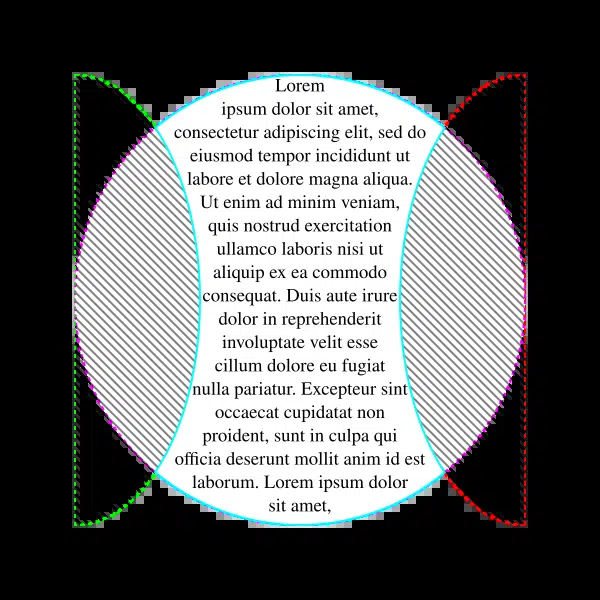 Lorem
ipsum dolor sit amet,
consectetur adipiscing elit, sed do
eiusmod tempor incididunt ut
labore et dolore magna aliqua.
Ut enim ad minim veniam,
quis nostrud exercitation
ullamco laboris nisi ut
aliquip ex ea commodo
consequat. Duis aute irure
dolor in reprehenderit
involuptate velit esse
cillum dolore eu fugiat
nulla pariatur. Excepteur sint
occaecat cupidatat non
proident, sunt in culpa qui
officia deserunt mollit anim id est
laborum. Lorem ipsum dolor
sit amet,